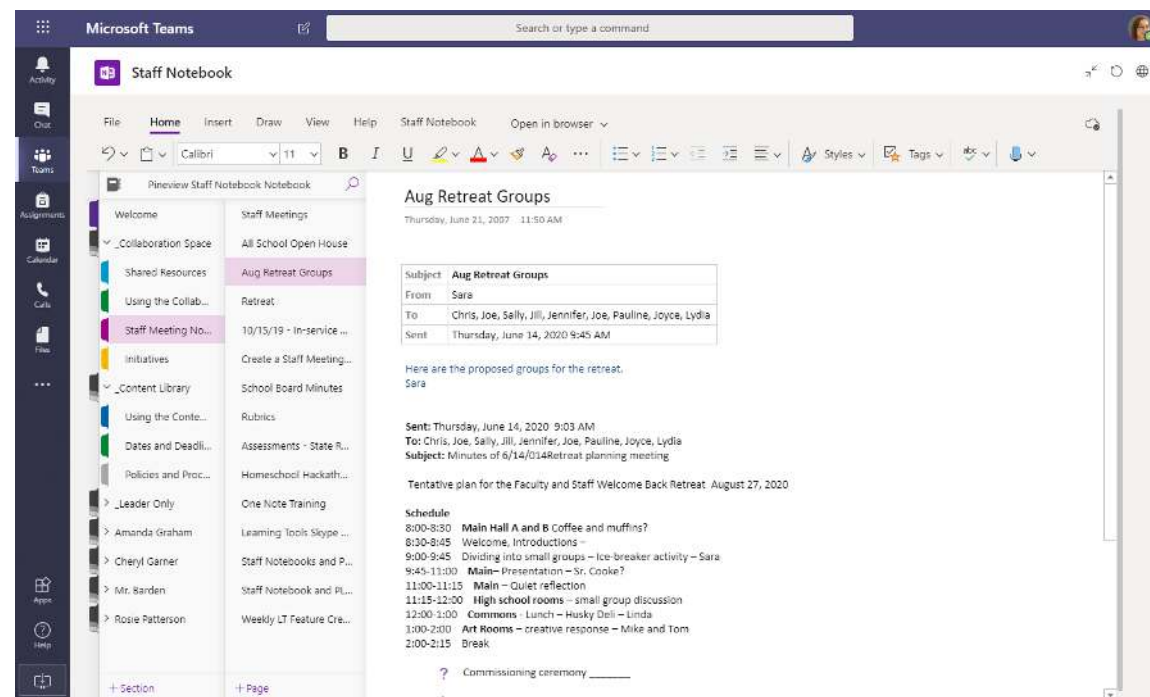 Microsoft Teams
Search or type a command
Activity
Chat
Teams
Assignments
Calendar
Calls
Files
Apps
Help
Staff Notebook
File Home Insert Draw View Help Staff Notebook Open in browser
Calibri 11 B I U A Styles Tags abc
Pineview Staff Notebook Notebook
Welcome
_Collaboration Space
Shared Resources
Using the Collab...
Staff Meeting No...
Initiatives
_Content Library
Using the Conte...
Dates and Deadli...
Policies and Proc...
_Leader Only
Amanda Graham
Cheryl Garner
Mr. Barden
Rosie Patterson
+ Section
Staff Meetings
All School Open House
Aug Retreat Groups
Retreat
10/15/19 - In-service ...
Create a Staff Meeting...
School Board Minutes
Rubrics
Assessments - State R...
Homeschool Hackath...
One Note Training
Learning Tools Skype ...
Staff Notebooks and P...
Staff Notebook and PL...
Weekly LT Feature Cre...
+ Page
Aug Retreat Groups
Thursday, June 21, 2007 11:50 AM
Subject Aug Retreat Groups
From Sara
To Chris, Joe, Sally, Jill, Jennifer, Joe, Pauline, Joyce, Lydia
Sent Thursday, June 14, 2020 9:45 AM
Here are the proposed groups for the retreat.
Sara
Sent: Thursday, June 14, 2020 9:03 AM
To: Chris, Joe, Sally, Jill, Jennifer, Joe, Pauline, Joyce, Lydia
Subject: Minutes of 6/14/014Retreat planning meeting
Tentative plan for the Faculty and Staff Welcome Back Retreat August 27, 2020
Schedule
8:00-8:30 Main Hall A and B Coffee and muffins?
8:30-8:45 Welcome, Introductions –
9:00-9:45 Dividing into small groups – Ice-breaker activity – Sara
9:45-11:00 Main– Presentation – Sr. Cooke?
11:00-11:15 Main – Quiet reflection
11:15-12:00 High school rooms – small group discussion
12:00-1:00 Commons - Lunch – Husky Deli – Linda
1:00-2:00 Art Rooms – creative response – Mike and Tom
2:00-2:15 Break
? Commissioning ceremony _______